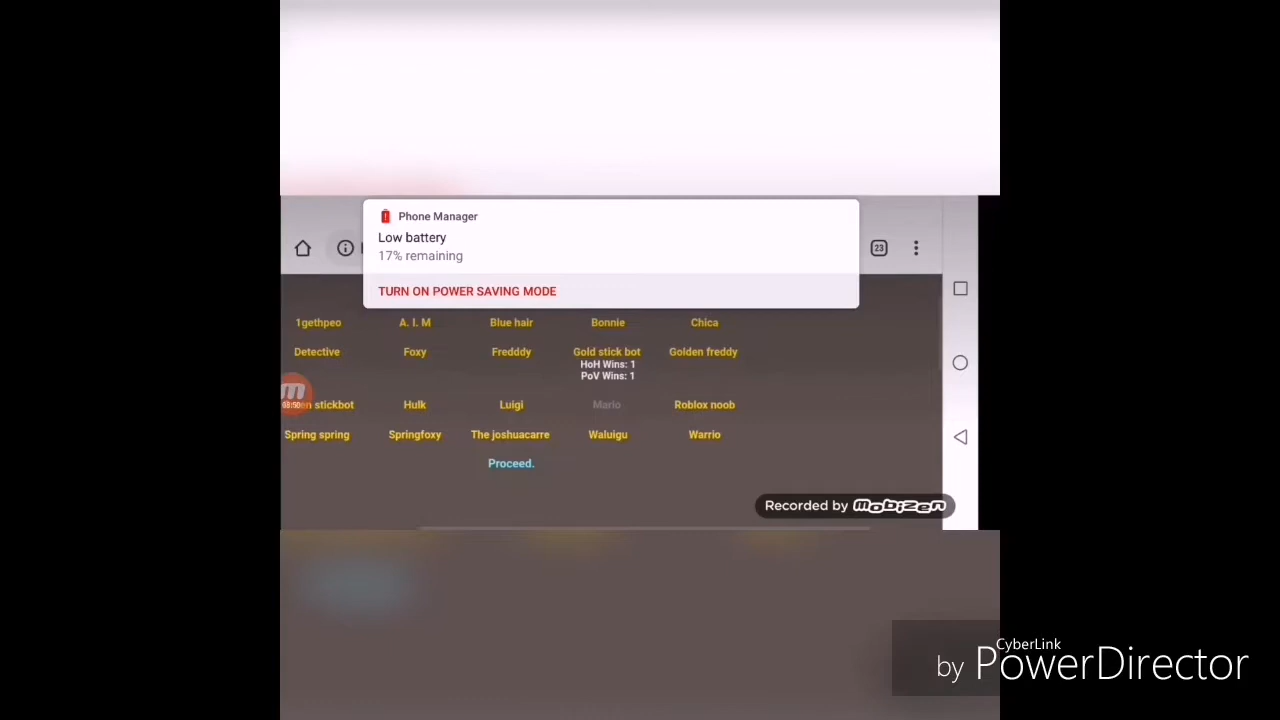 Phone Manager
Low battery
17% remaining
TURN ON POWER SAVING MODE
23
1gethpeo A. I. M Blue hair Bonnie Chica
Detective Foxy Fredddy Gold stick bot Golden freddy
HoH Wins: 1
PoV Wins: 1
stickbot Hulk Luigi Mario Roblox noob
Spring spring Springfoxy The joshuacarre Waluigu Warrio
Proceed.
Recorded by mobizen
CyberLink
by PowerDirector